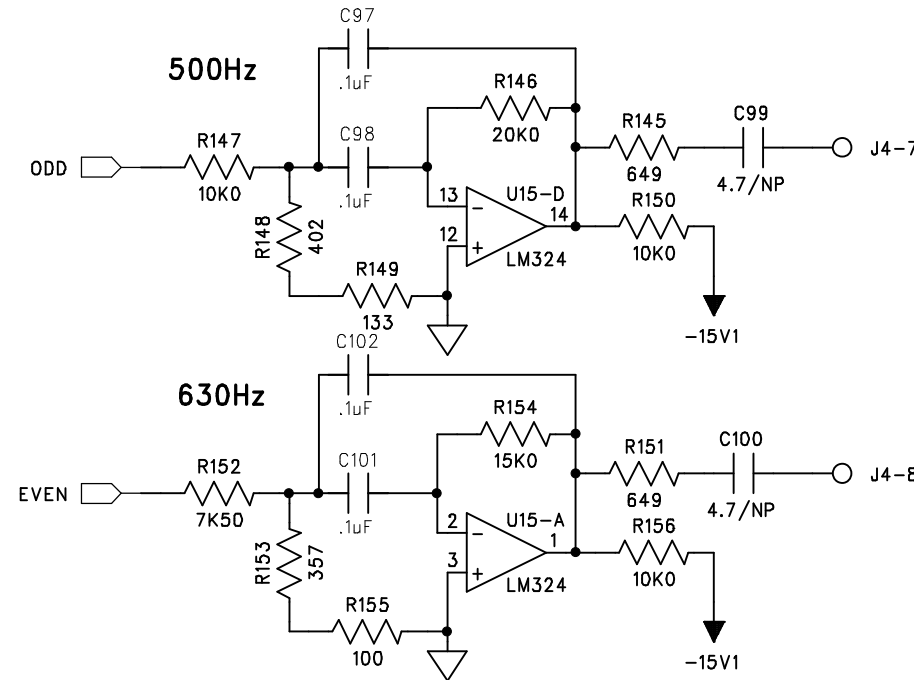 C97
500Hz
.1uF
R146
20K0
R147
C98
R145
C99
ODD
10K0
.1uF
649
4.7/NP
J4-7
R148
402
13
−
U15-D
14
12
+
LM324
R150
10K0
R149
133
-15V1
C102
630Hz
.1uF
R154
15K0
R152
C101
R151
C100
EVEN
7K50
.1uF
649
4.7/NP
J4-8
R153
357
2
−
U15-A
1
3
+
LM324
R156
10K0
R155
100
-15V1